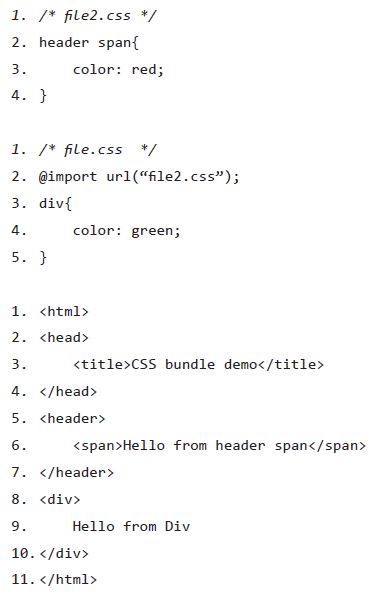 1. /* file2.css */
2. header span{
3.     color: red;
4. }
1. /* file.css  */
2. @import url(“file2.css”);
3. div{
4.     color: green;
5. }
1. <html>
2. <head>
3.     <title>CSS bundle demo</title>
4. </head>
5. <header>
6.     <span>Hello from header span</span>
7. </header>
8. <div>
9.     Hello from Div
10. </div>
11. </html>